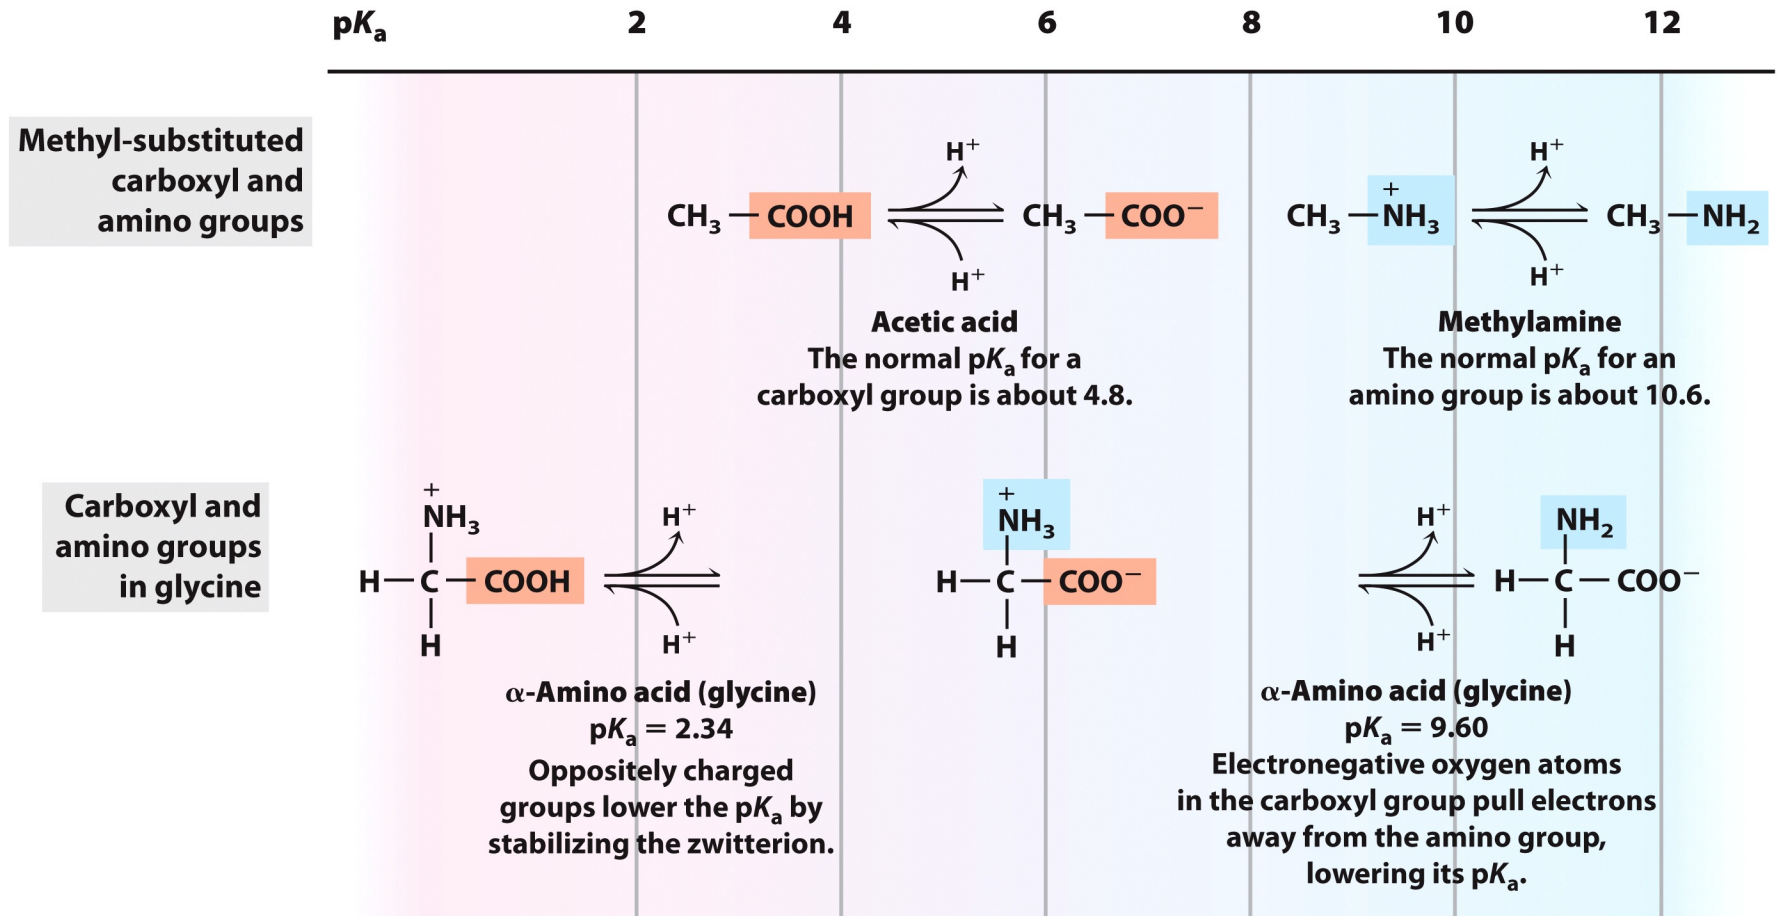 pKa 2 4 6 8 10 12
Methyl-substituted
carboxyl and
amino groups
H⁺
CH₃—COOH ⇌ CH₃—COO⁻
H⁺
Acetic acid
The normal pKa for a
carboxyl group is about 4.8.
H⁺
CH₃—N⁺H₃ ⇌ CH₃—NH₂
H⁺
Methylamine
The normal pKa for an
amino group is about 10.6.
Carboxyl and
amino groups
in glycine
+
NH₃
H—C—COOH
H
H⁺
H⁺
+
NH₃
H—C—COO⁻
H
H⁺
H⁺
NH₂
H—C—COO⁻
H
α-Amino acid (glycine)
pKa = 2.34
Oppositely charged
groups lower the pKa by
stabilizing the zwitterion.
α-Amino acid (glycine)
pKa = 9.60
Electronegative oxygen atoms
in the carboxyl group pull electrons
away from the amino group,
lowering its pKa.